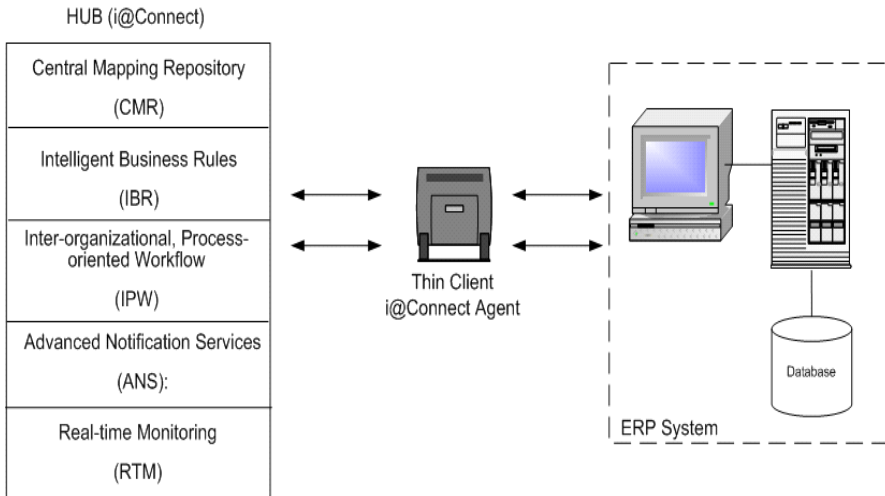 HUB (i@Connect)
Central Mapping Repository
(CMR)
Intelligent Business Rules
(IBR)
Inter-organizational, Process-
oriented Workflow
(IPW)
Advanced Notification Services
(ANS):
Real-time Monitoring
(RTM)
Thin Client
i@Connect Agent
Database
ERP System